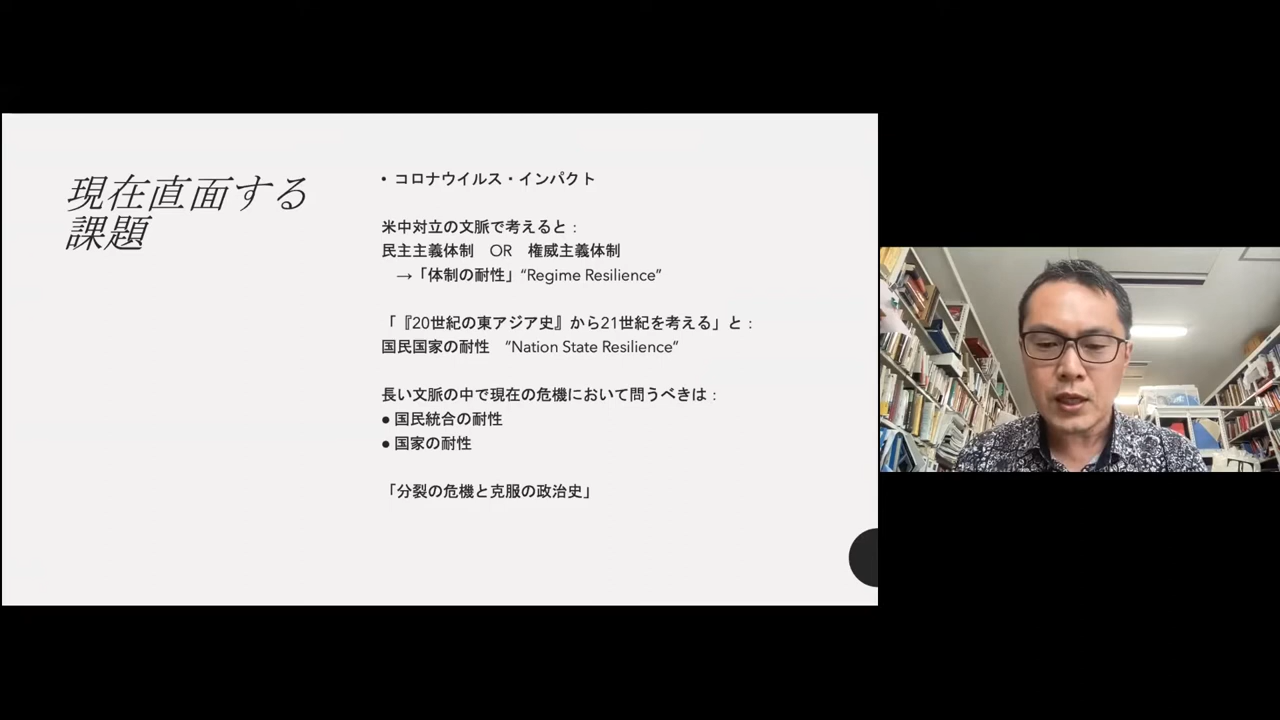 現在直面する
課題
• コロナウイルス・インパクト
米中対立の文脈で考えると：
民主主義体制　OR　権威主義体制
→「体制の耐性」“Regime Resilience”
「『20世紀の東アジア史』から21世紀を考える」と：
国民国家の耐性　“Nation State Resilience”
長い文脈の中で現在の危機において問うべきは：
● 国民統合の耐性
● 国家の耐性
「分裂の危機と克服の政治史」